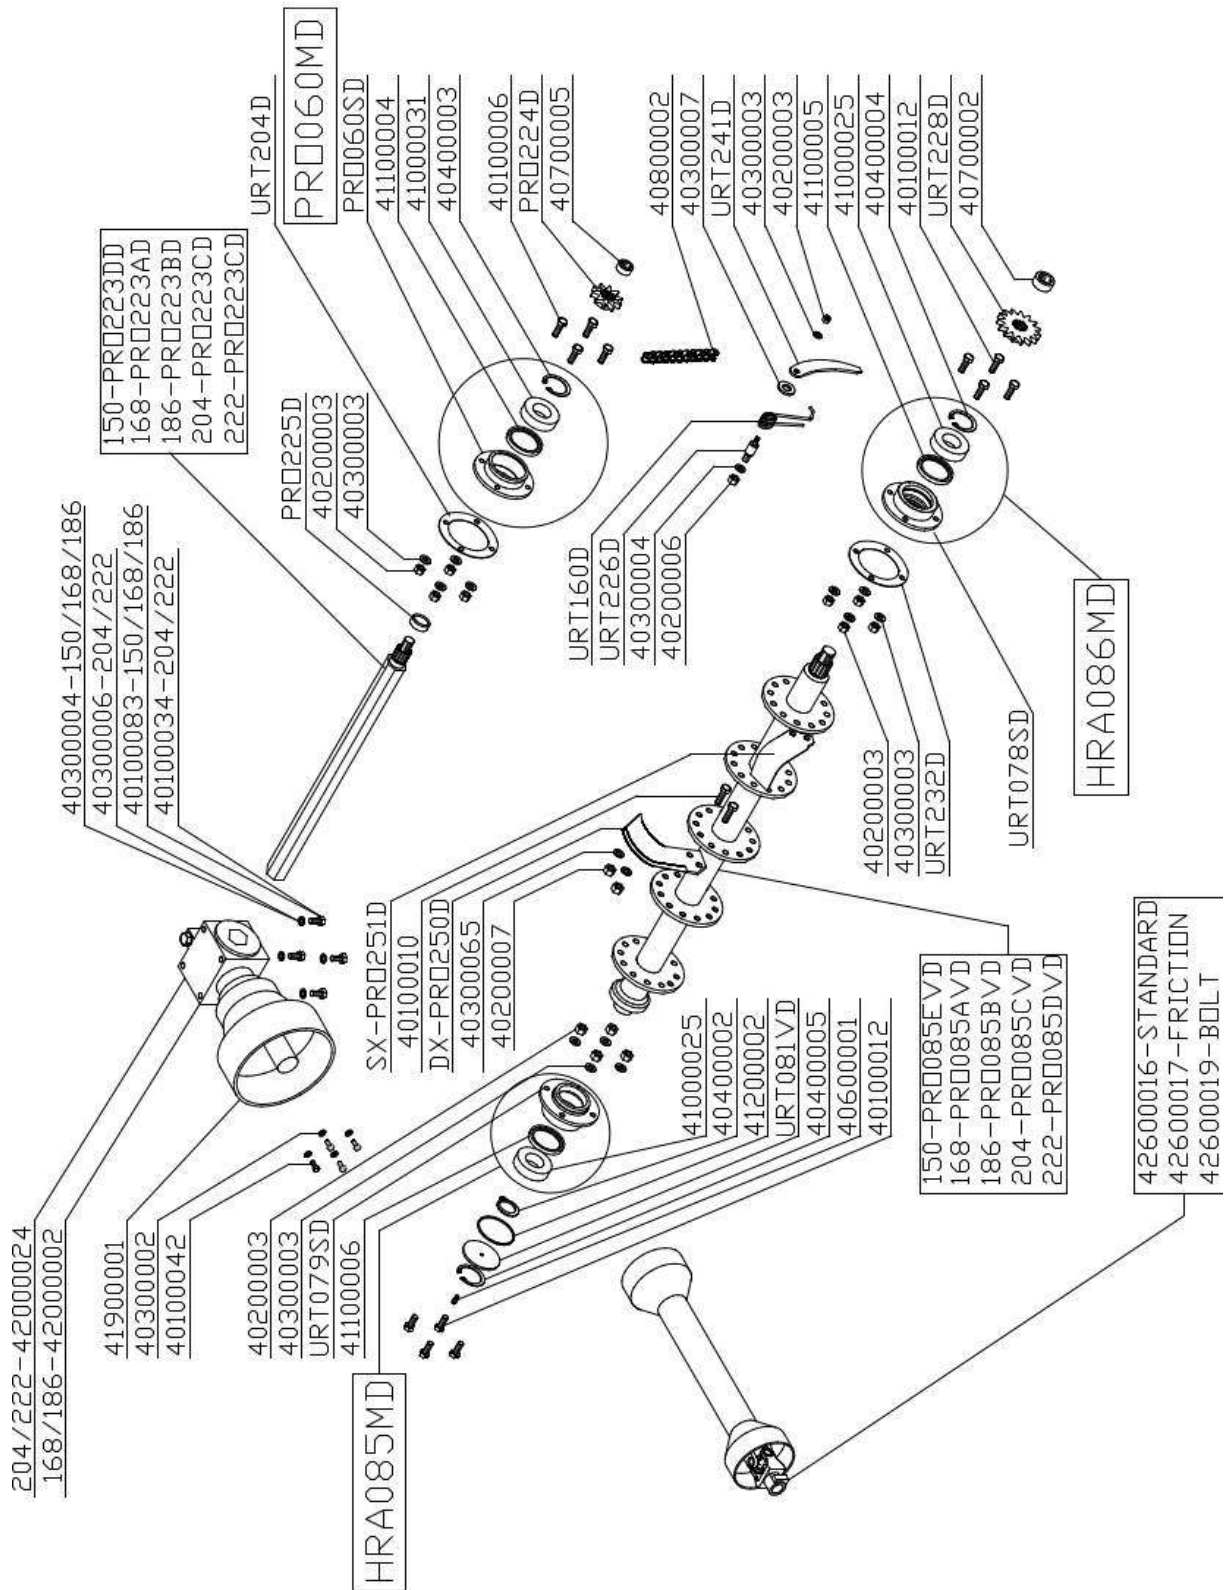 204/222-42000024
168/186-42000002
41900001
40300002
40100042
40200003
40300003
URT079SD
41100006
HRA085MD
40300004-150/168/186
40300006-204/222
40100083-150/168/186
40100034-204/222
150-PRO223DD
168-PRO223AD
186-PRO223BD
204-PRO223CD
222-PRO223CD
PRO225D
40200003
40300003
URT204D
PRO060MD
PRO060SD
41100004
41000031
40400003
40100006
PRO224D
40700005
SX-PRO251D
40100010
DX-PRO250D
40300065
40200007
URT160D
URT226D
40300004
40200006
40800002
40300007
URT241D
40300003
40200003
41100005
41000025
40400004
40100012
URT228D
40700002
41000025
40400002
41200002
URT081VD
40400005
40600001
40100012
40200003
40300003
URT232D
URT078SD
HRA086MD
150-PRO085EVD
168-PRO085AVD
186-PRO085BVD
204-PRO085CVD
222-PRO085DVD
42600016-STANDARD
42600017-FRICTION
42600019-BOLT